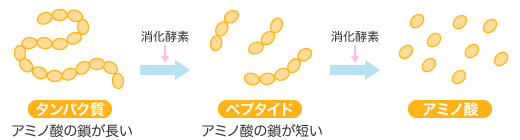 消化酵素
消化酵素
タンパク質
ペプタイド
アミノ酸
アミノ酸の鎖が長い
アミノ酸の鎖が短い